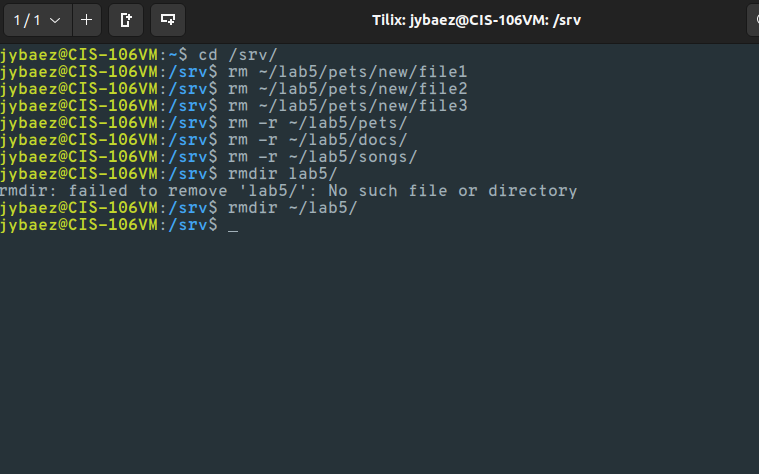 1 / 1
Tilix: jybaez@CIS-106VM: /srv
jybaez@CIS-106VM:~$ cd /srv/
jybaez@CIS-106VM:/srv$ rm ~/lab5/pets/new/file1
jybaez@CIS-106VM:/srv$ rm ~/lab5/pets/new/file2
jybaez@CIS-106VM:/srv$ rm ~/lab5/pets/new/file3
jybaez@CIS-106VM:/srv$ rm -r ~/lab5/pets/
jybaez@CIS-106VM:/srv$ rm -r ~/lab5/docs/
jybaez@CIS-106VM:/srv$ rm -r ~/lab5/songs/
jybaez@CIS-106VM:/srv$ rmdir lab5/
rmdir: failed to remove 'lab5/': No such file or directory
jybaez@CIS-106VM:/srv$ rmdir ~/lab5/
jybaez@CIS-106VM:/srv$ _